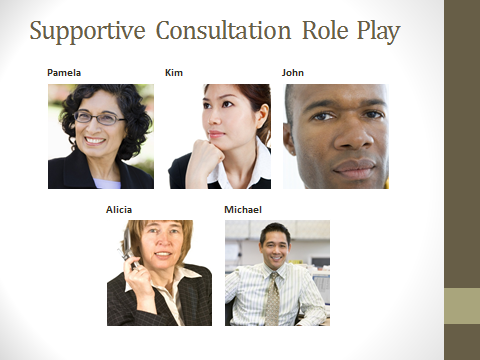 Supportive Consultation Role Play
Pamela Kim John
Alicia Michael